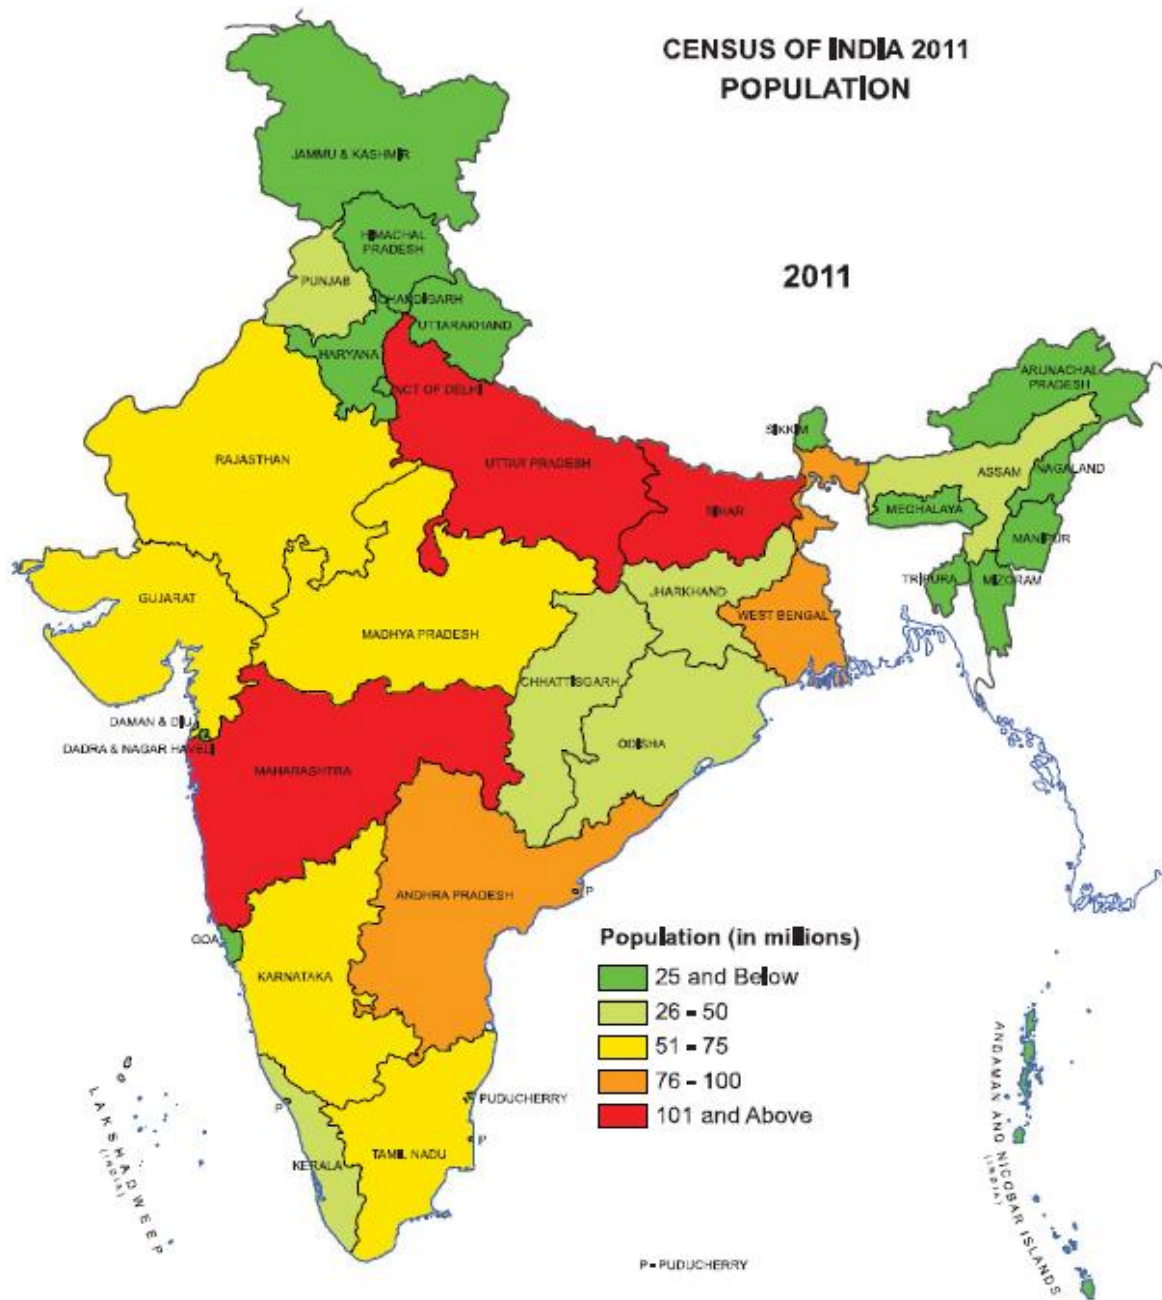 CENSUS OF INDIA 2011
POPULATION
2011
JAMMU & KASHMIR
HIMACHAL
PRADESH
PUNJAB
CHANDIGARH
UTTARAKHAND
HARYANA
NCT OF DELHI
ARUNACHAL
PRADESH
SIKKIM
RAJASTHAN
UTTAR PRADESH
ASSAM
NAGALAND
BIHAR
MEGHALAYA
MANIPUR
GUJARAT
JHARKHAND
TRIPURA
MIZORAM
WEST BENGAL
MADHYA PRADESH
CHHATTISGARH
DAMAN & DIU
ODISHA
DADRA & NAGAR HAVELI
MAHARASHTRA
ANDHRA PRADESH
P
GOA
KARNATAKA
Population (in millions)
25 and Below
26 - 50
51 - 75
76 - 100
101 and Above
LAKSHADWEEP
(INDIA)
P
PUDUCHERRY
P
KERALA
TAMIL NADU
ANDAMAN AND NICOBAR ISLANDS
(INDIA)
P - PUDUCHERRY